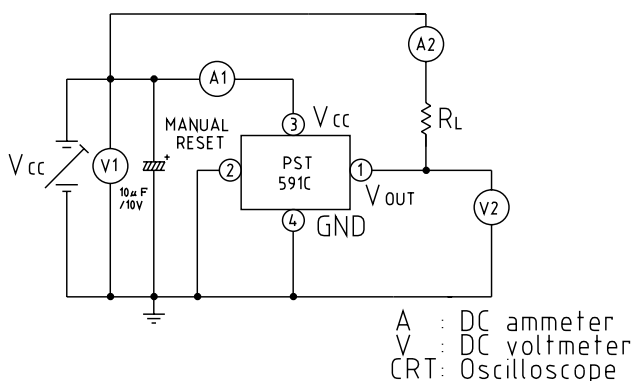 A2
A1
RL
MANUAL
RESET
3
VCC
VCC
V1
+
2
PST
591C
1
10μF
/10V
VOUT
V2
4
GND
A : DC ammeter
V : DC voltmeter
CRT: Oscilloscope